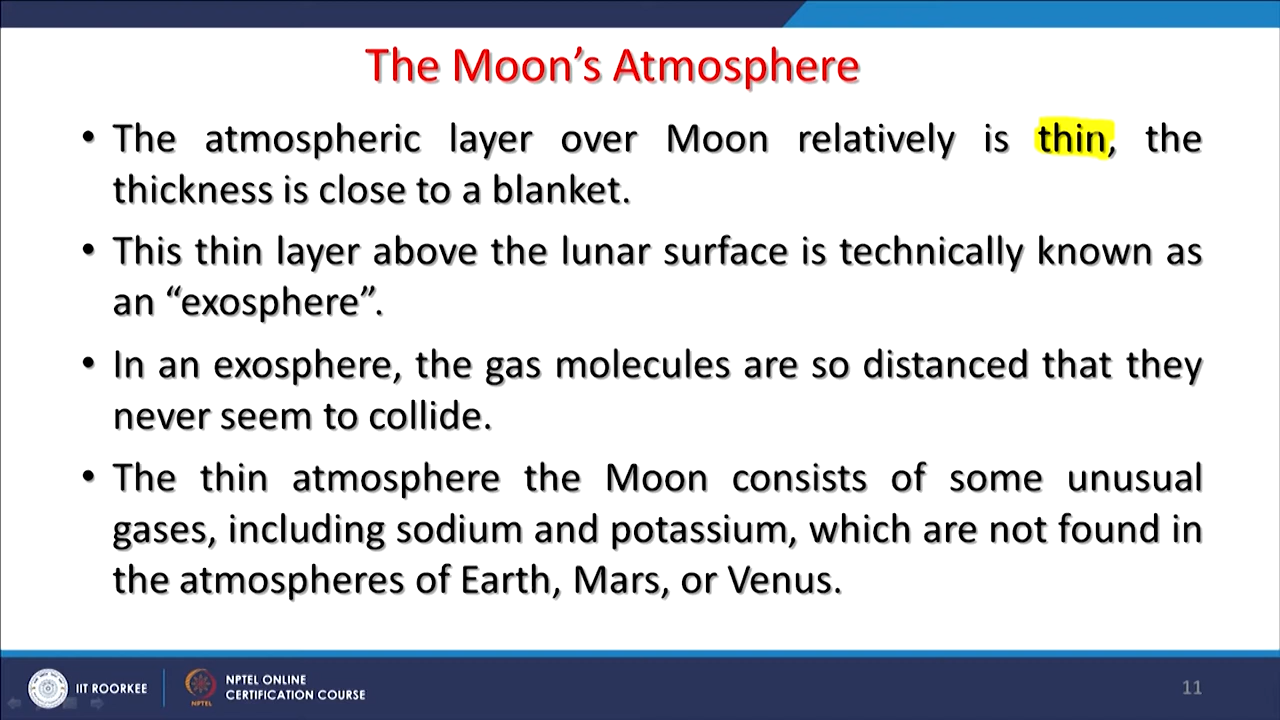 The Moon's Atmosphere
• The atmospheric layer over Moon relatively is thin, the
thickness is close to a blanket.
• This thin layer above the lunar surface is technically known as
an “exosphere”.
• In an exosphere, the gas molecules are so distanced that they
never seem to collide.
• The thin atmosphere the Moon consists of some unusual
gases, including sodium and potassium, which are not found in
the atmospheres of Earth, Mars, or Venus.
IIT ROORKEE
NPTEL
NPTEL ONLINE
CERTIFICATION COURSE
11